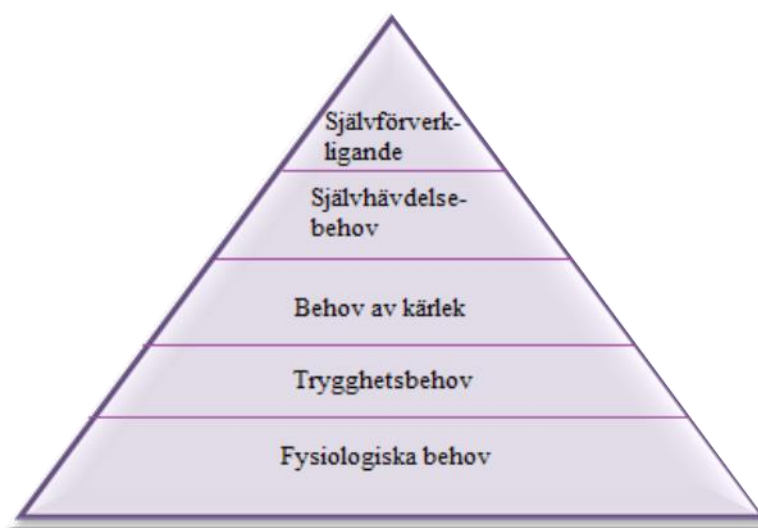 Självförverk-
ligande
Självhävdelse-
behov
Behov av kärlek
Trygghetsbehov
Fysiologiska behov